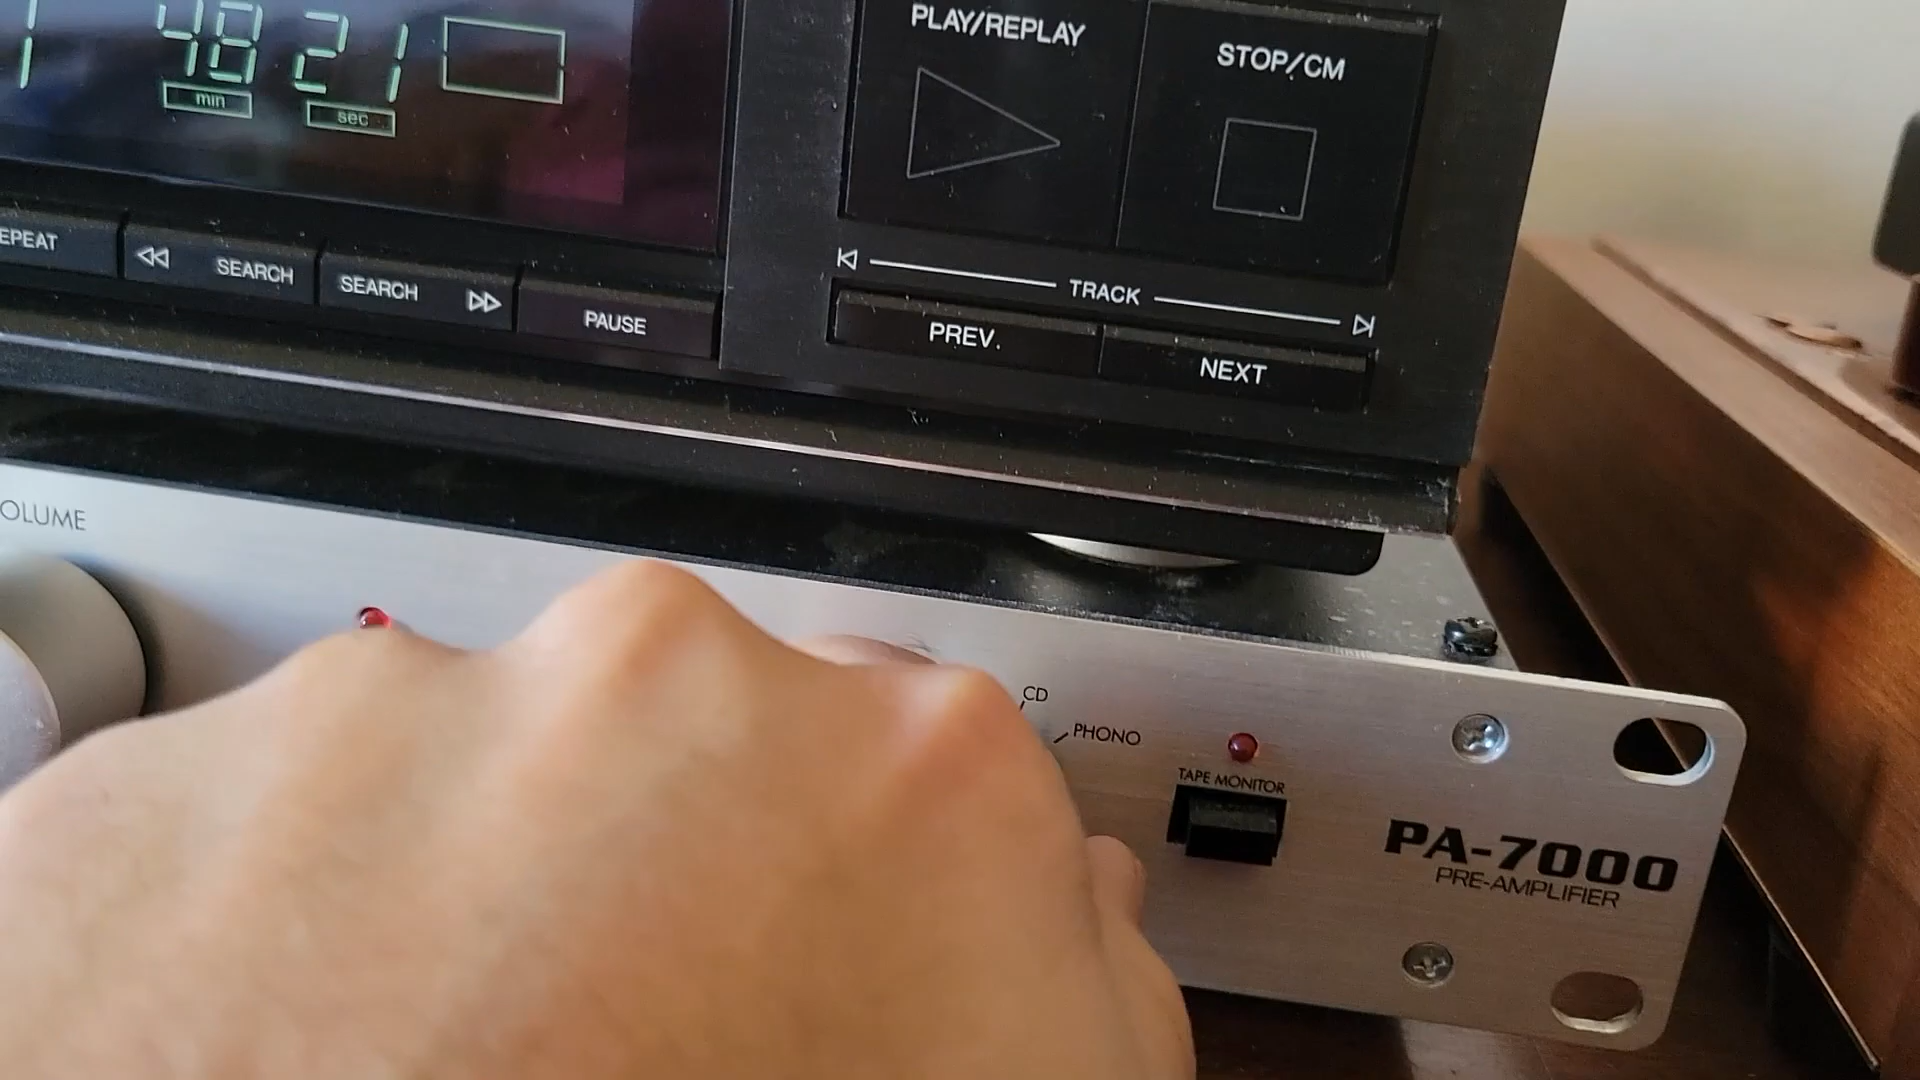 1 48 21
min
sec
PLAY/REPLAY
STOP/CM
EPEAT
SEARCH
SEARCH
PAUSE
TRACK
PREV.
NEXT
OLUME
CD
PHONO
TAPE MONITOR
PA-7000
PRE-AMPLIFIER